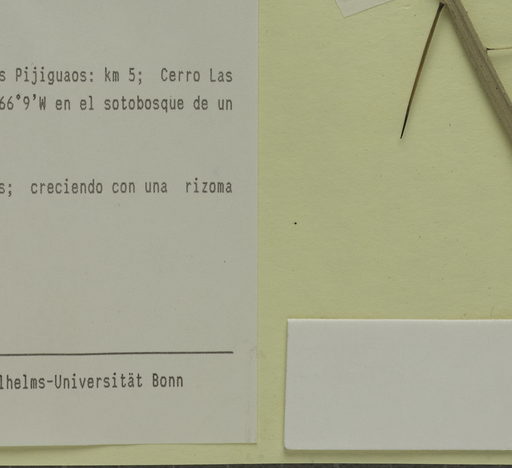 s Pijiguaos: km 5; Cerro Las
66°9'W en el sotobosque de un
s; creciendo con una rizoma
lhelms-Universität Bonn